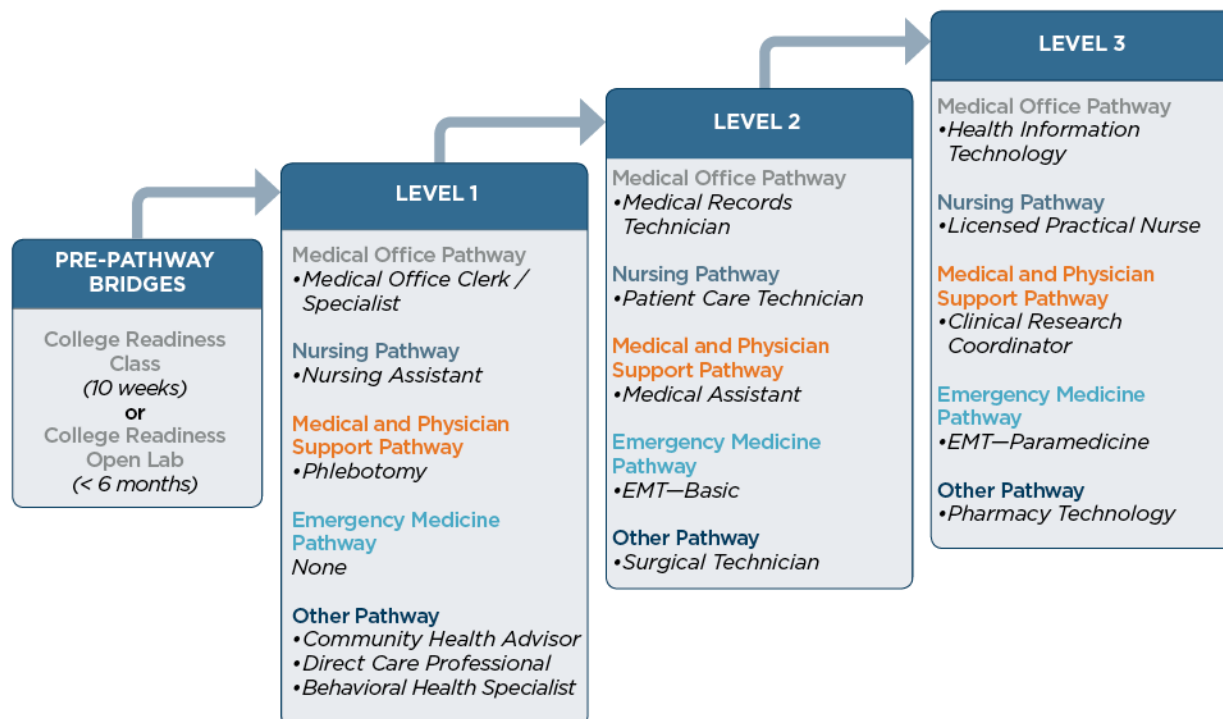 PRE-PATHWAY
BRIDGES
College Readiness
Class
(10 weeks)
or
College Readiness
Open Lab
(< 6 months)
LEVEL 1
Medical Office Pathway
•Medical Office Clerk /
Specialist
Nursing Pathway
•Nursing Assistant
Medical and Physician
Support Pathway
•Phlebotomy
Emergency Medicine
Pathway
None
Other Pathway
•Community Health Advisor
•Direct Care Professional
•Behavioral Health Specialist
LEVEL 2
Medical Office Pathway
•Medical Records
Technician
Nursing Pathway
•Patient Care Technician
Medical and Physician
Support Pathway
•Medical Assistant
Emergency Medicine
Pathway
•EMT—Basic
Other Pathway
•Surgical Technician
LEVEL 3
Medical Office Pathway
•Health Information
Technology
Nursing Pathway
•Licensed Practical Nurse
Medical and Physician
Support Pathway
•Clinical Research
Coordinator
Emergency Medicine
Pathway
•EMT—Paramedicine
Other Pathway
•Pharmacy Technology